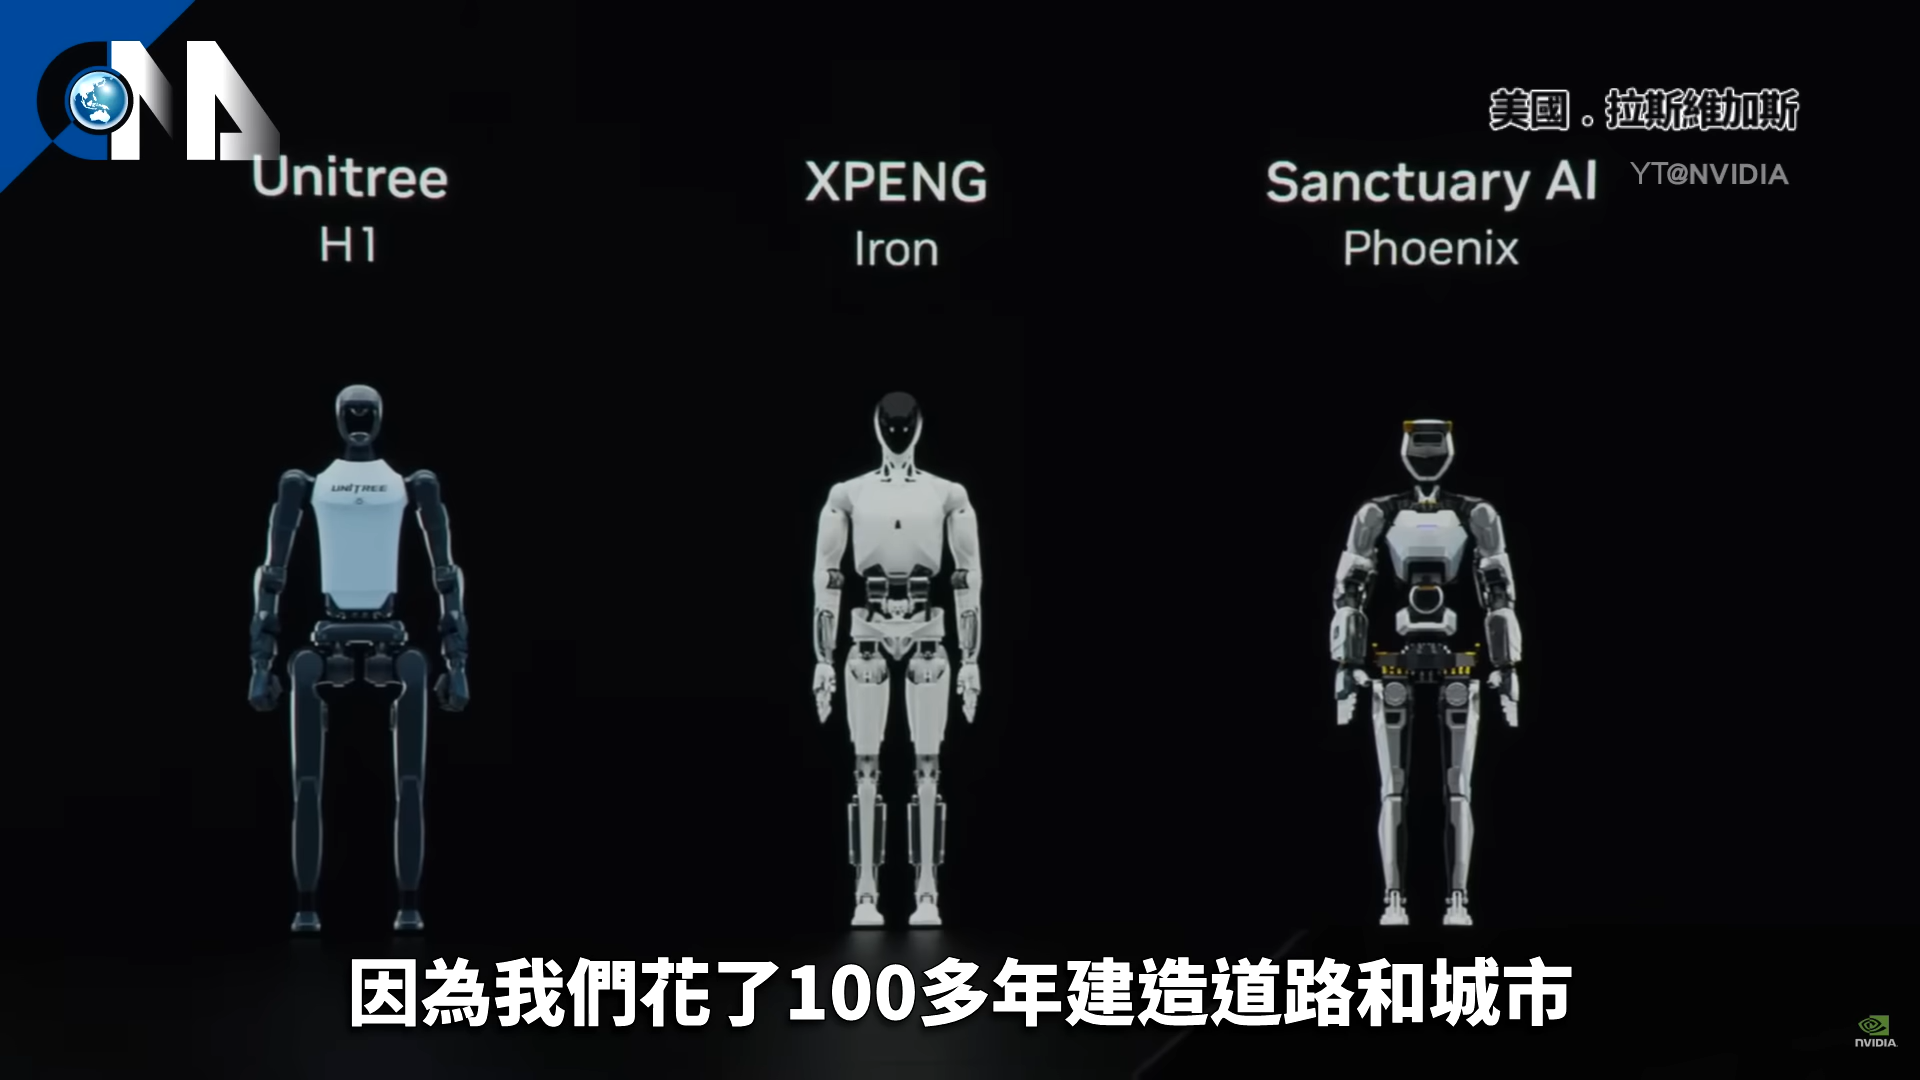 CNA
美國．拉斯維加斯
YT@NVIDIA
Unitree
H1
XPENG
Iron
Sanctuary AI
Phoenix
UNITREE
因為我們花了100多年建造道路和城市
NVIDIA